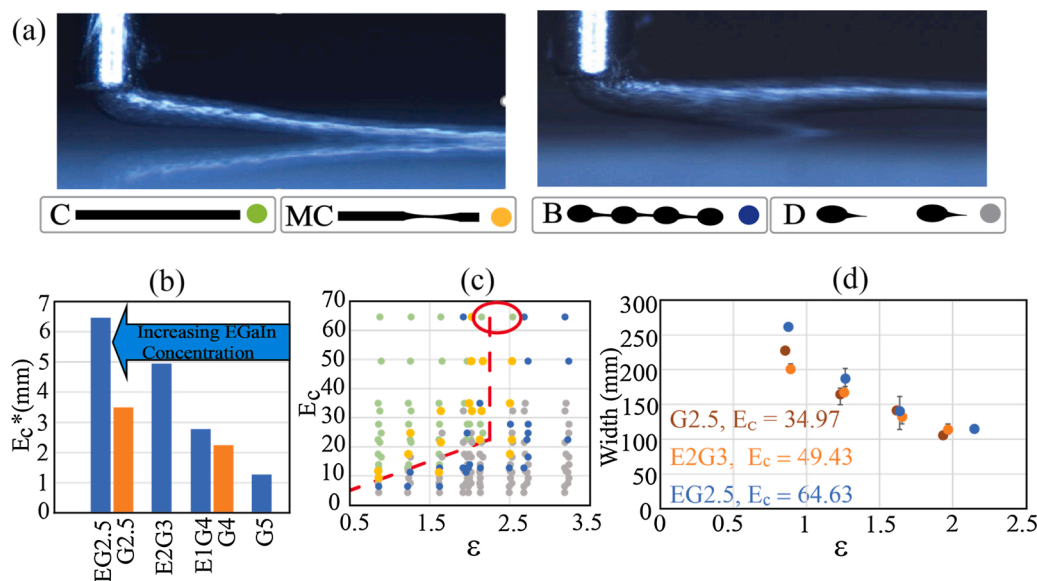 (a)
C
MC
B
D
(b)
7
6
5
4
3
2
1
0
Ec*(mm)
Increasing EGaIn
Concentration
EG2.5
G2.5
E2G3
E1G4
G4
G5
(c)
70
60
50
40
30
20
10
0
Ec
0.5
1.5
2.5
3.5
ε
(d)
300
250
200
150
100
50
0
Width (mm)
G2.5, Ec = 34.97
E2G3, Ec = 49.43
EG2.5, Ec = 64.63
0
0.5
1
1.5
2
2.5
ε